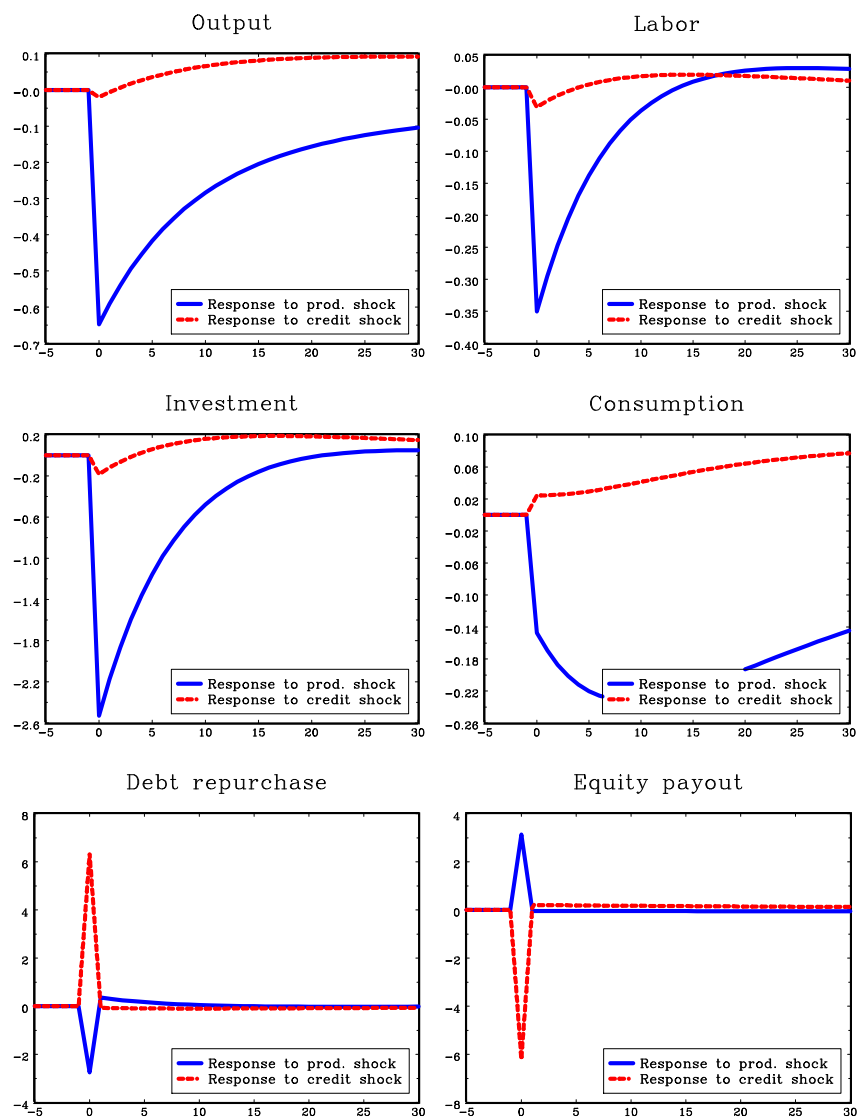 Output
0.1
-0.0
-0.1
-0.2
-0.3
-0.4
-0.5
-0.6
-0.7
-5 0 5 10 15 20 25 30
Response to prod. shock
Response to credit shock
Labor
0.05
-0.00
-0.05
-0.10
-0.15
-0.20
-0.25
-0.30
-0.35
-0.40
-5 0 5 10 15 20 25 30
Response to prod. shock
Response to credit shock
Investment
0.2
-0.2
-0.6
-1.0
-1.4
-1.8
-2.2
-2.6
-5 0 5 10 15 20 25 30
Response to prod. shock
Response to credit shock
Consumption
0.10
0.06
0.02
-0.02
-0.06
-0.10
-0.14
-0.18
-0.22
-0.26
-5 0 5 10 15 20 25 30
Response to prod. shock
Response to credit shock
Debt repurchase
8
6
4
2
0
-2
-4
-5 0 5 10 15 20 25 30
Response to prod. shock
Response to credit shock
Equity payout
4
2
0
-2
-4
-6
-8
-5 0 5 10 15 20 25 30
Response to prod. shock
Response to credit shock